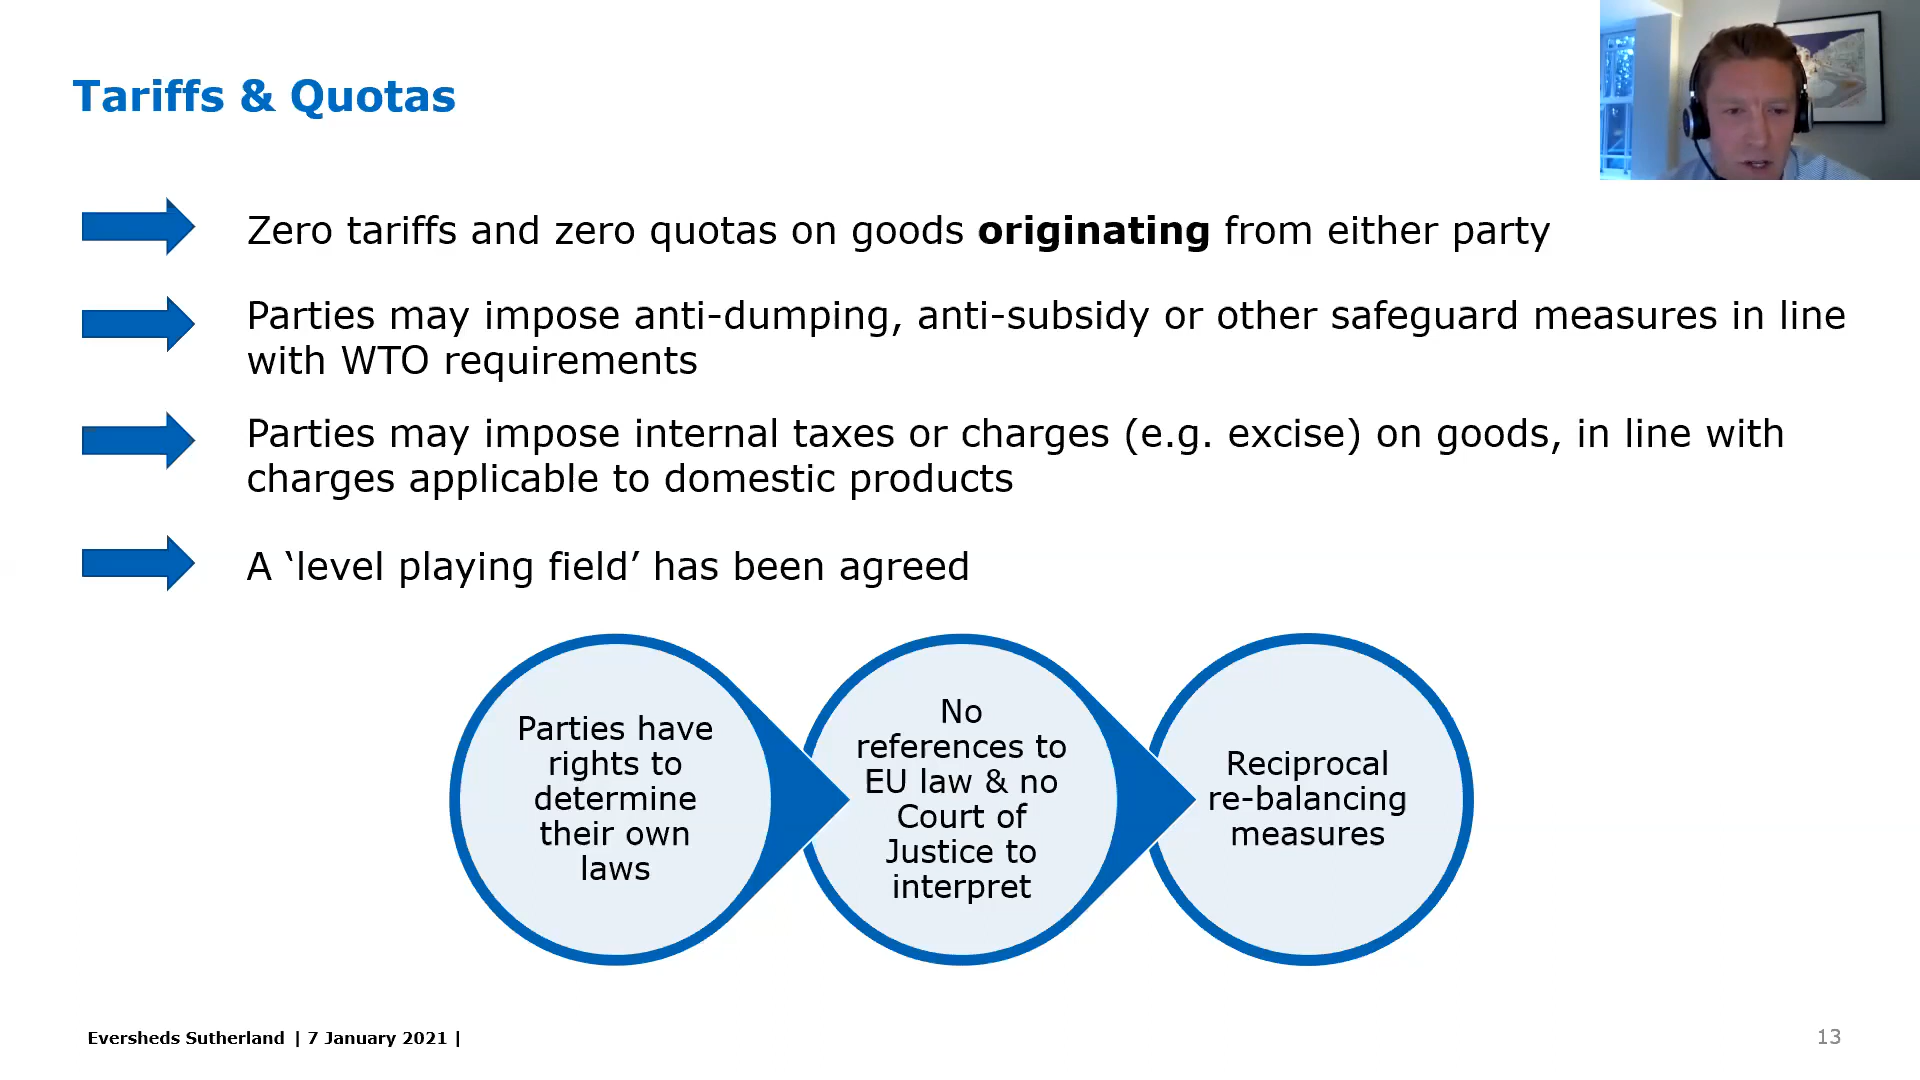 Tariffs & Quotas
Zero tariffs and zero quotas on goods originating from either party
Parties may impose anti-dumping, anti-subsidy or other safeguard measures in line
with WTO requirements
Parties may impose internal taxes or charges (e.g. excise) on goods, in line with
charges applicable to domestic products
A ‘level playing field’ has been agreed
Parties have
rights to
determine
their own
laws
No
references to
EU law & no
Court of
Justice to
interpret
Reciprocal
re-balancing
measures
Eversheds Sutherland | 7 January 2021 |
13